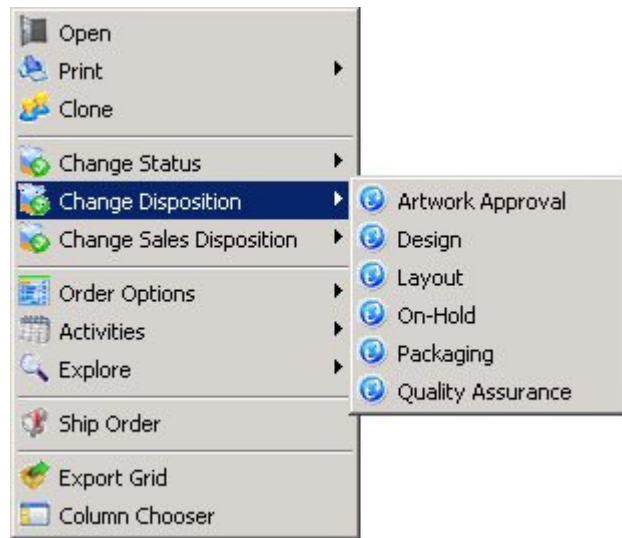 Open
Print
Clone
Change Status
Change Disposition
Change Sales Disposition
Order Options
Activities
Explore
Ship Order
Export Grid
Column Chooser
Artwork Approval
Design
Layout
On-Hold
Packaging
Quality Assurance